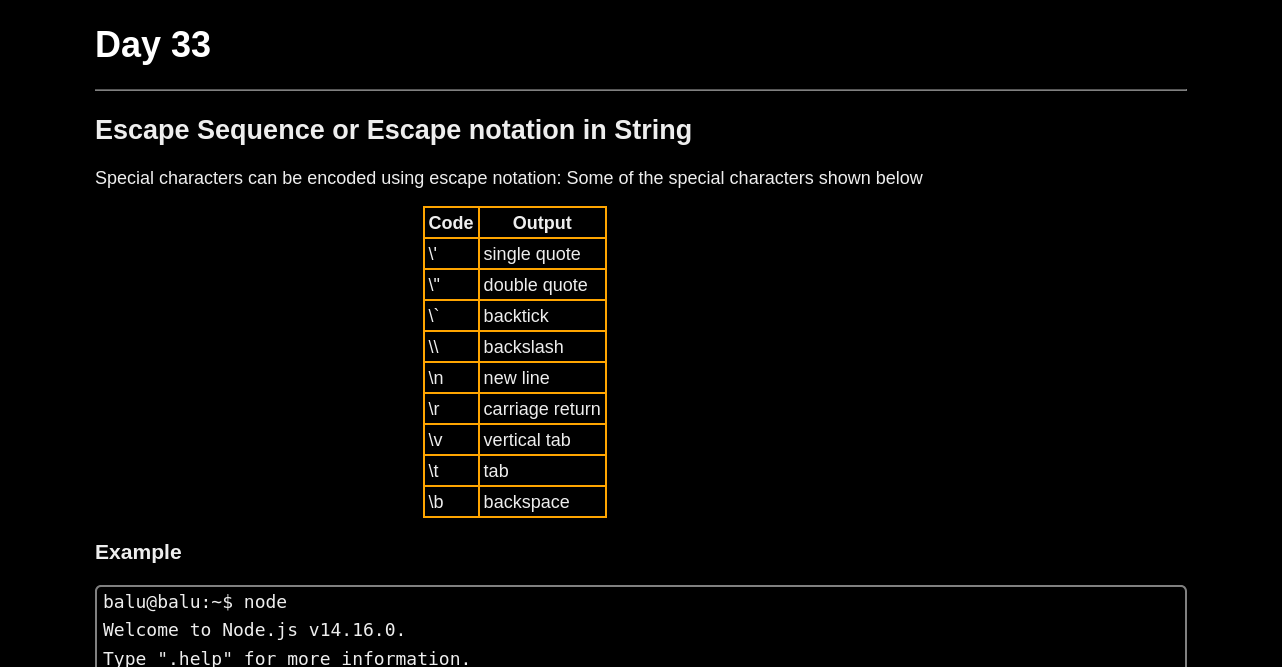 Day 33
Escape Sequence or Escape notation in String
Special characters can be encoded using escape notation: Some of the special characters shown below
Code Output
\' single quote
\" double quote
\` backtick
\\ backslash
\n new line
\r carriage return
\v vertical tab
\t tab
\b backspace
Example
balu@balu:~$ node
Welcome to Node.js v14.16.0.
Type ".help" for more information.